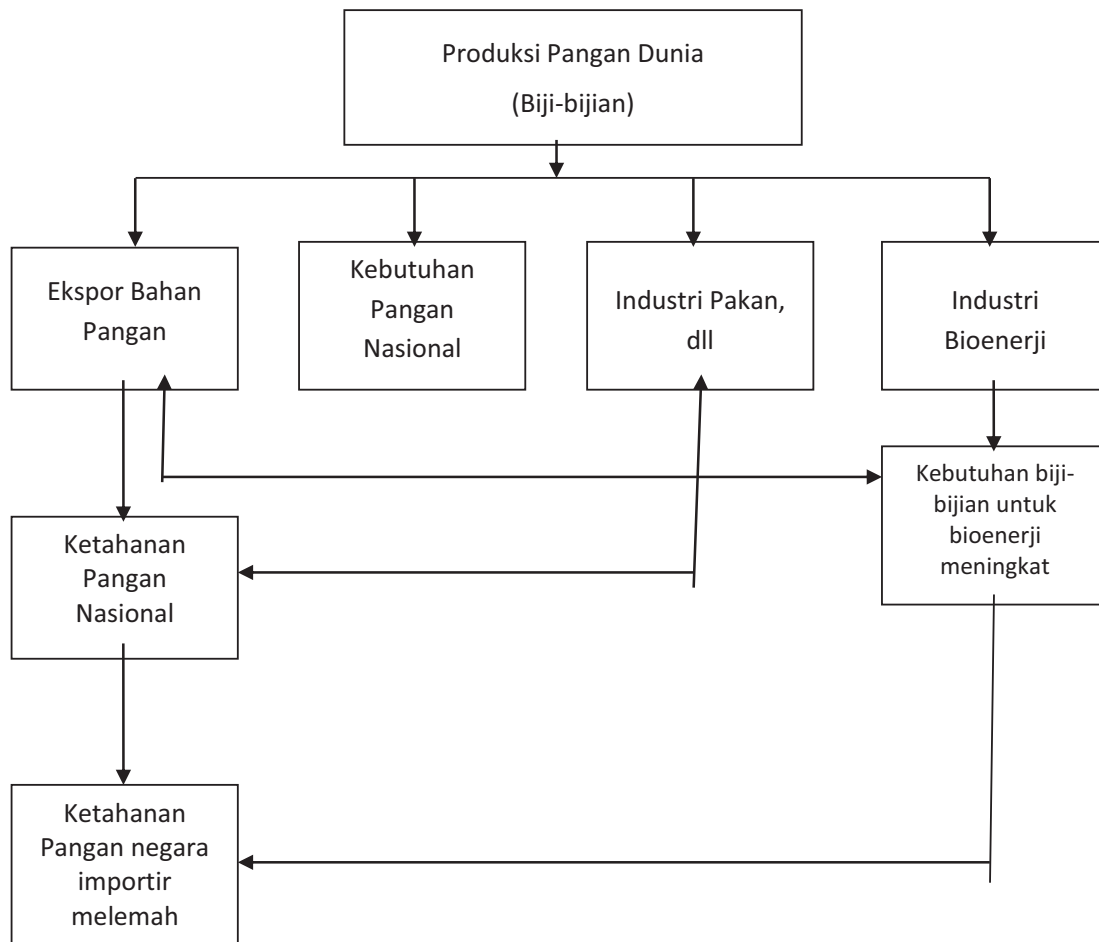 Produksi Pangan Dunia
(Biji-bijian)
Ekspor Bahan
Pangan
Kebutuhan
Pangan
Nasional
Industri Pakan,
dll
Industri
Bioenerji
Kebutuhan biji-
bijian untuk
bioenerji
meningkat
Ketahanan
Pangan
Nasional
Ketahanan
Pangan negara
importir
melemah